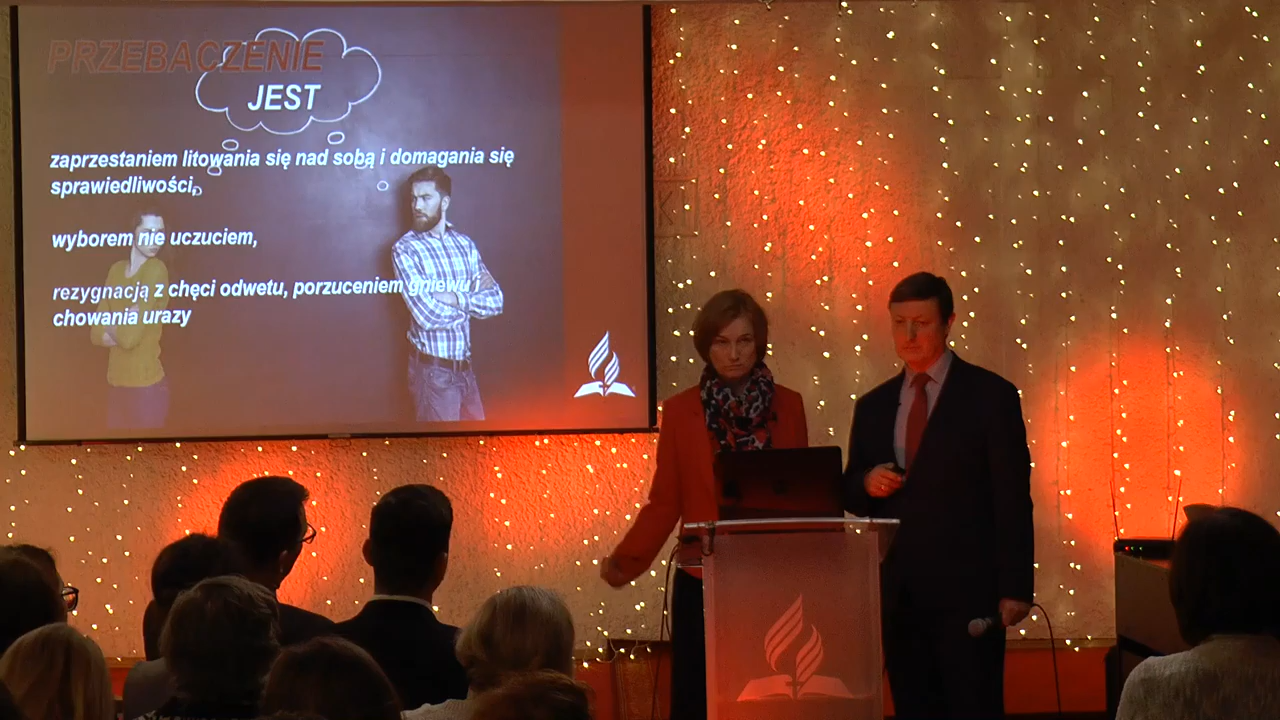 PRZEBACZENIE
JEST
zaprzestaniem litowania się nad sobą i domagania się
sprawiedliwości,
wyborem nie uczuciem,
rezygnacją z chęci odwetu, porzuceniem gniewu i
chowania urazy